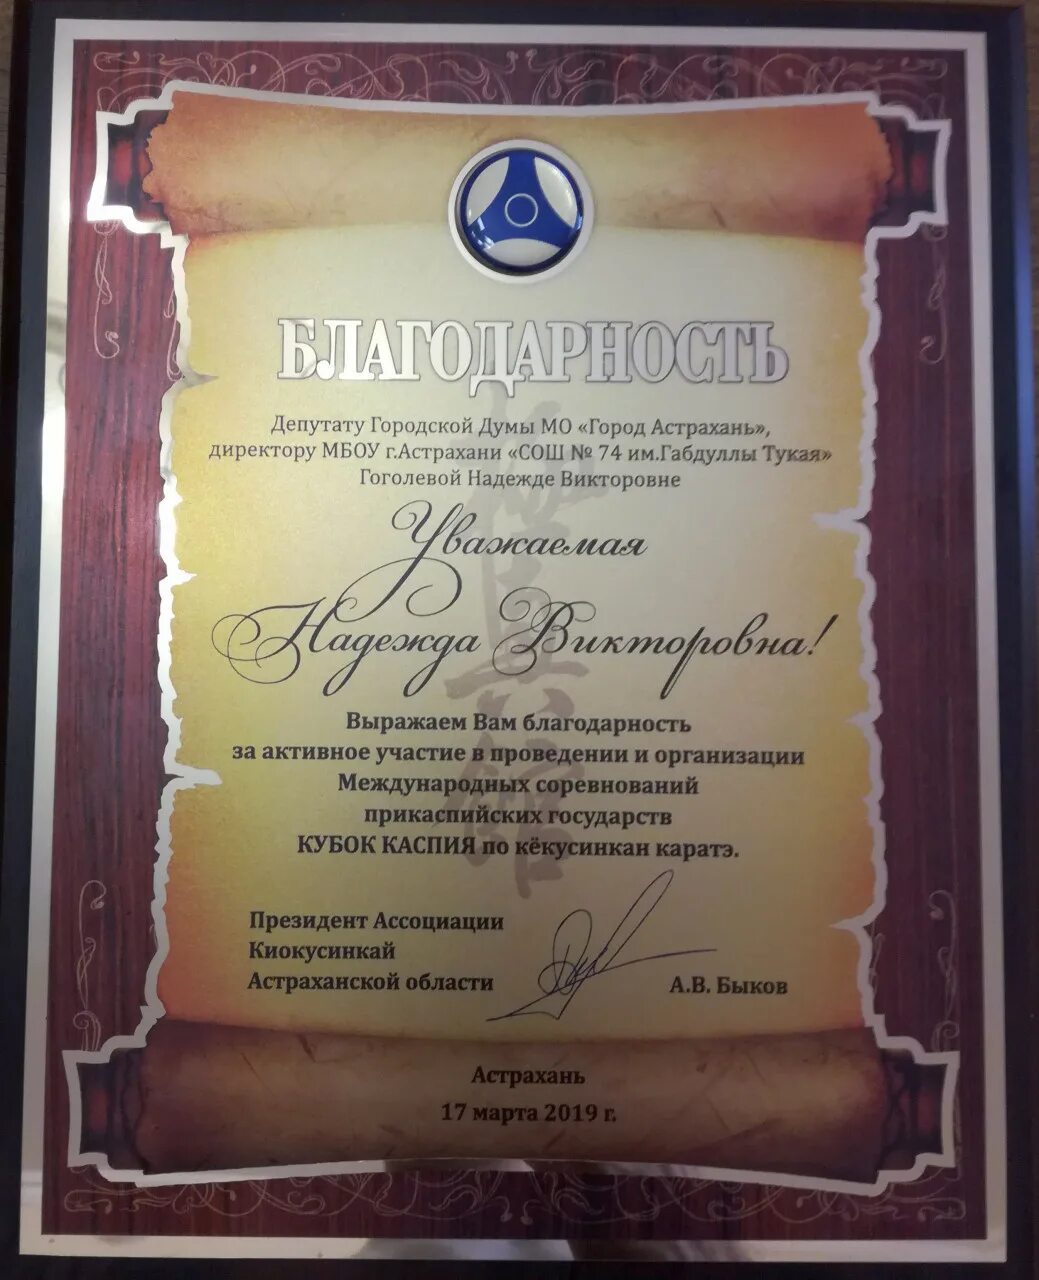 БЛАГОДАРНОСТЬ
Депутату Городской Думы МО «Город Астрахань»,
директору МБОУ г.Астрахани «СОШ № 74 им.Габдуллы Тукая»
Гоголевой Надежде Викторовне
Уважаемая
Надежда Викторовна!
Выражаем Вам благодарность
за активное участие в проведении и организации
Международных соревнований
прикаспийских государств
КУБОК КАСПИЯ по кёкусинкан каратэ.
Президент Ассоциации
Киокусинкай
Астраханской области
А.В. Быков
Астрахань
17 марта 2019 г.